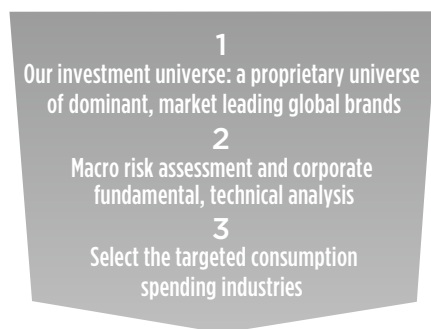 1
Our investment universe: a proprietary universe
of dominant, market leading global brands
2
Macro risk assessment and corporate
fundamental, technical analysis
3
Select the targeted consumption
spending industries